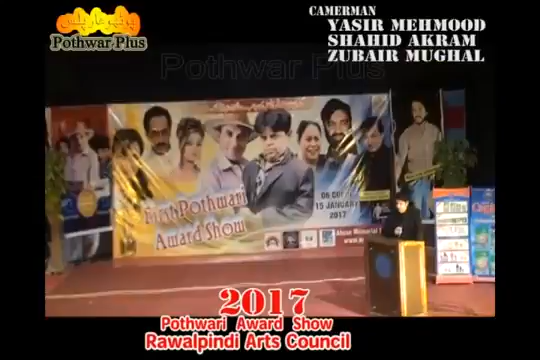 پوٹھوہار پلس
Pothwar Plus
CAMERMAN
YASIR MEHMOOD
SHAHID AKRAM
ZUBAIR MUGHAL
Pothwar Plus
First Pothwari
Award Show
15 JANUARY
2017
2017
Pothwari Award Show
Rawalpindi Arts Council